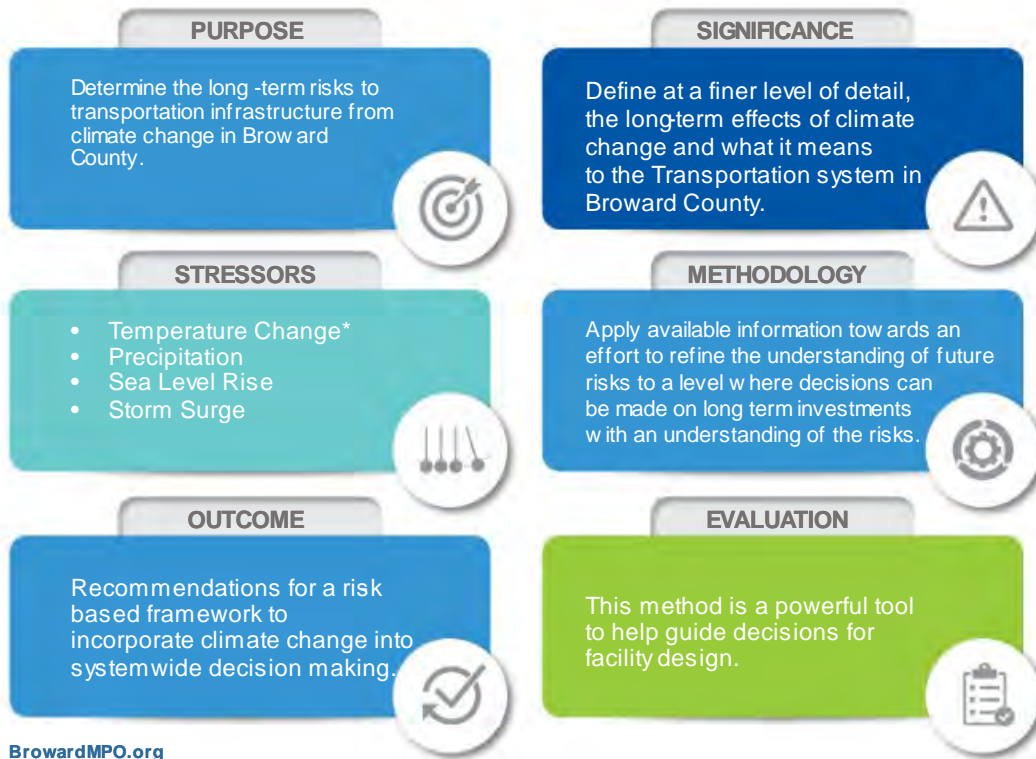 PURPOSE
Determine the long -term risks to
transportation infrastructure from
climate change in Brow ard
County.
SIGNIFICANCE
Define at a finer level of detail,
the long-term effects of climate
change and what it means
to the Transportation system in
Broward County.
STRESSORS
• Temperature Change*
• Precipitation
• Sea Level Rise
• Storm Surge
METHODOLOGY
Apply available information tow ards an
effort to refine the understanding of future
risks to a level w here decisions can
be made on long term investments
w ith an understanding of the risks.
OUTCOME
Recommendations for a risk
based framework to
incorporate climate change into
systemwide decision making.
EVALUATION
This method is a powerful tool
to help guide decisions for
facility design.
BrowardMPO.org